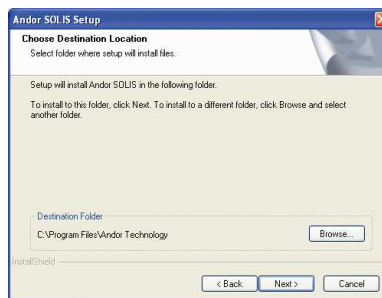 Andor SOLIS Setup
Choose Destination Location
Select folder where setup will install files.
Setup will install Andor SOLIS in the following folder.
To install to this folder, click Next. To install to a different folder, click Browse and select
another folder.
Destination Folder
C:\Program Files\Andor Technology
Browse...
InstallShield
< Back
Next >
Cancel